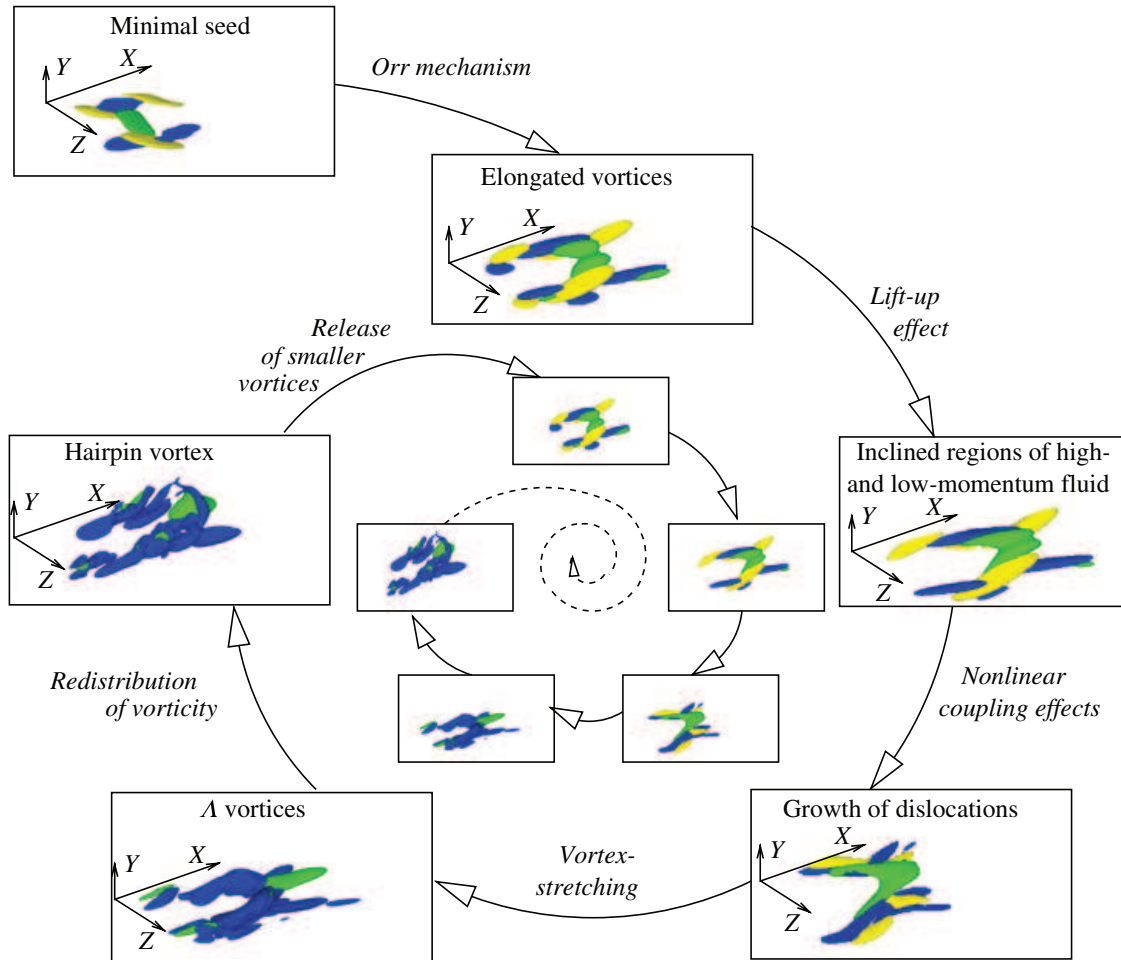 Minimal seed
Y
X
Z
Orr mechanism
Elongated vortices
Y
X
Z
Lift-up
effect
Release
of smaller
vortices
Hairpin vortex
Y
X
Z
Inclined regions of high-
and low-momentum fluid
Y
X
Z
Redistribution
of vorticity
Nonlinear
coupling effects
Λ vortices
Y
X
Z
Vortex-
stretching
Growth of dislocations
Y
X
Z